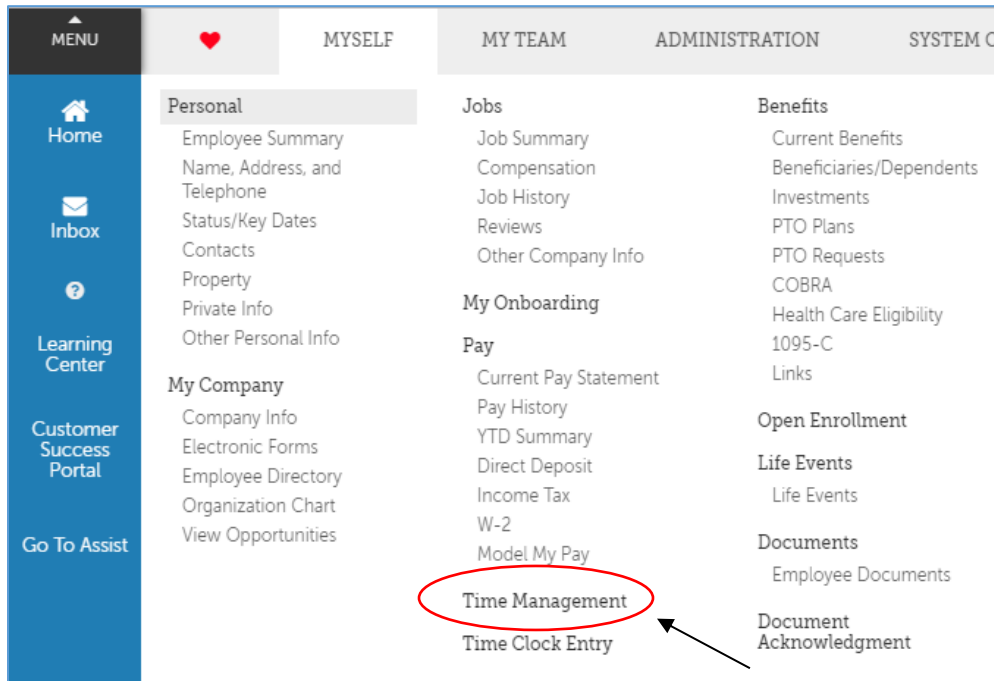 MENU
MYSELF
MY TEAM
ADMINISTRATION
SYSTEM C
Home
Inbox
Learning
Center
Customer
Success
Portal
Go To Assist
Personal
Employee Summary
Name, Address, and
Telephone
Status/Key Dates
Contacts
Property
Private Info
Other Personal Info
My Company
Company Info
Electronic Forms
Employee Directory
Organization Chart
View Opportunities
Jobs
Job Summary
Compensation
Job History
Reviews
Other Company Info
My Onboarding
Pay
Current Pay Statement
Pay History
YTD Summary
Direct Deposit
Income Tax
W-2
Model My Pay
Time Management
Time Clock Entry
Benefits
Current Benefits
Beneficiaries/Dependents
Investments
PTO Plans
PTO Requests
COBRA
Health Care Eligibility
1095-C
Links
Open Enrollment
Life Events
Life Events
Documents
Employee Documents
Document
Acknowledgment